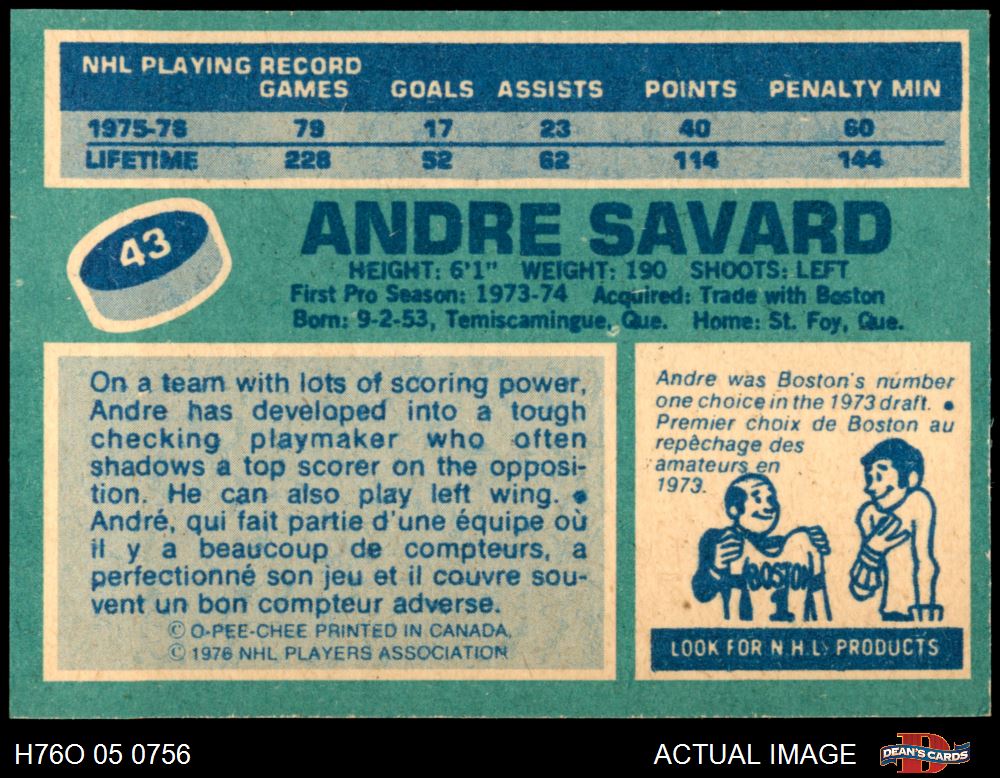 NHL PLAYING RECORD
GAMES GOALS ASSISTS POINTS PENALTY MIN
1975-76 79 17 23 40 60
LIFETIME 228 52 62 114 144
43
ANDRE SAVARD
HEIGHT: 6'1" WEIGHT: 190 SHOOTS: LEFT
First Pro Season: 1973-74 Acquired: Trade with Boston
Born: 9-2-53, Temiscamingue, Que. Home: St. Foy, Que.
On a team with lots of scoring power,
Andre has developed into a tough
checking playmaker who often
shadows a top scorer on the opposi-
tion. He can also play left wing. •
André, qui fait partie d'une équipe où
il y a beaucoup de compteurs, a
perfectionné son jeu et il couvre sou-
vent un bon compteur adverse.
© O-PEE-CHEE PRINTED IN CANADA.
© 1976 NHL PLAYERS ASSOCIATION
Andre was Boston's number
one choice in the 1973 draft. •
Premier choix de Boston au
repêchage des
amateurs en
1973.
BOSTON
1
LOOK FOR N.H.L. PRODUCTS
H76O 05 0756
ACTUAL IMAGE
D
DEAN'S CARDS